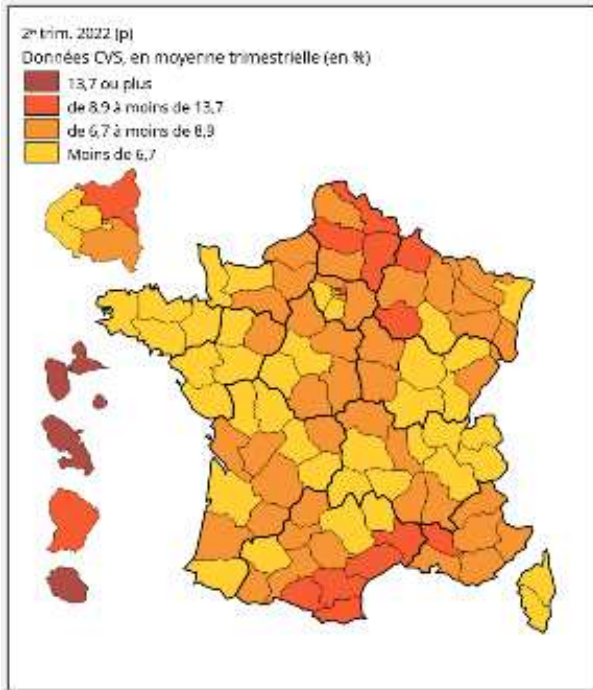 2ᵉ trim. 2022 (p)
Données CVS, en moyenne trimestrielle (en %)
13,7 ou plus
de 8,9 à moins de 13,7
de 6,7 à moins de 8,9
Moins de 6,7